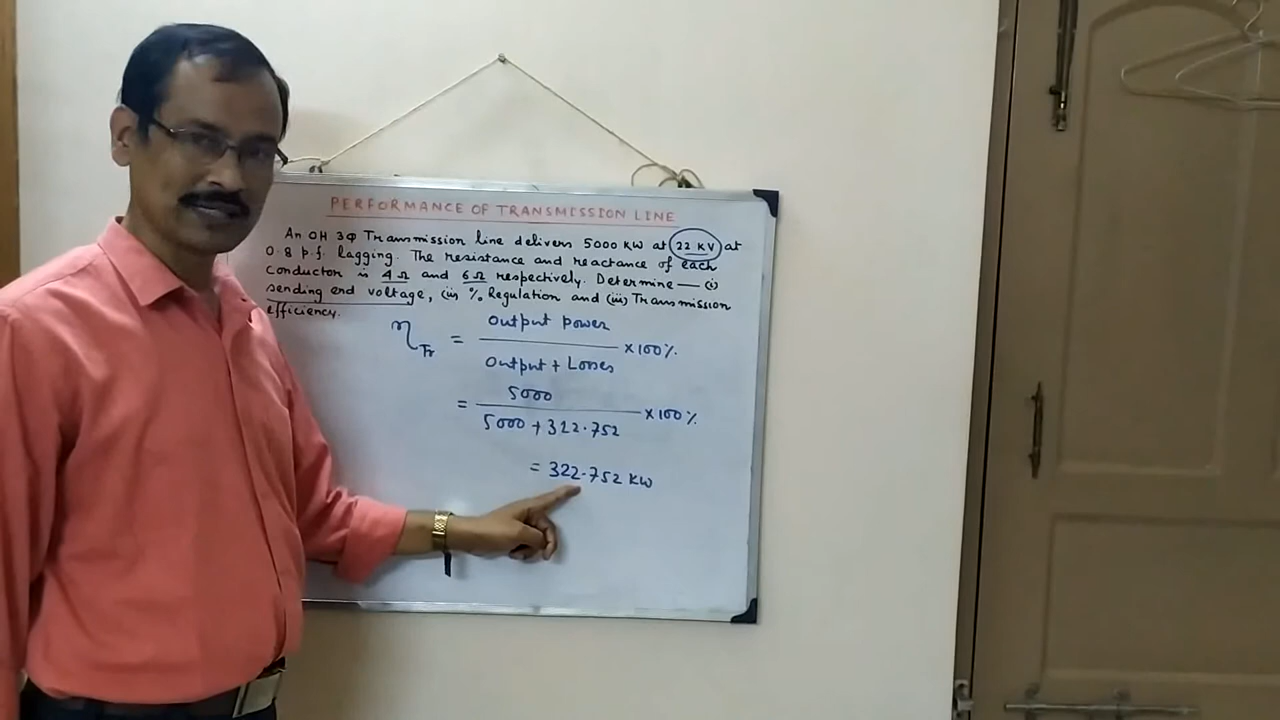 PERFORMANCE OF TRANSMISSION LINE
An OH 3φ Transmission line delivers 5000 KW at 22 KV at
0.8 p.f. lagging. The resistance and reactance of each
conductor is 4 Ω and 6 Ω respectively. Determine — (i)
sending end voltage, (ii) % Regulation and (iii) Transmission
efficiency.
η Tr = Output power / Output + Losses × 100%
= 5000 / 5000 + 322.752 × 100%
= 322.752 KW